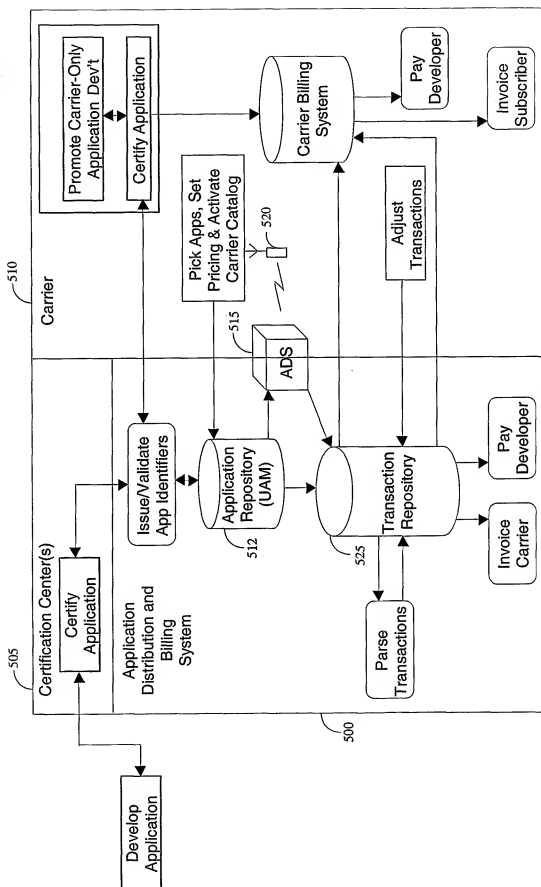 510
Carrier
Promote Carrier-Only
Application Dev't
Certify Application
505
Certification Center(s)
Certify
Application
Develop
Application
Issue/Validate
App Identifiers
Pick Apps, Set
Pricing & Activate
Carrier Catalog
520
Carrier Billing
System
Application
Distribution and
Billing
System
Application
Repository
(UAM)
512
515
ADS
Pay
Developer
Invoice
Subscriber
Adjust
Transactions
525
Transaction
Repository
Parse
Transactions
Invoice
Carrier
Pay
Developer
500